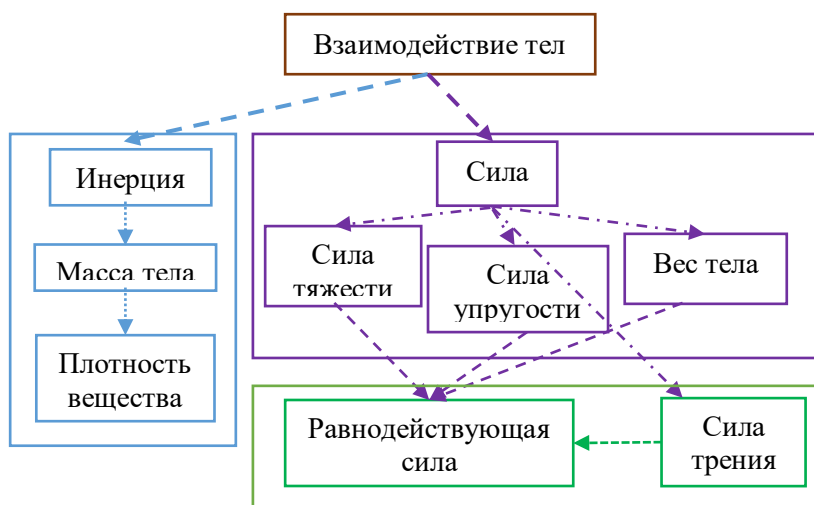 Взаимодействие тел
Инерция
Масса тела
Плотность
вещества
Сила
Сила
тяжести
Сила
упругости
Вес тела
Равнодействующая
сила
Сила
трения